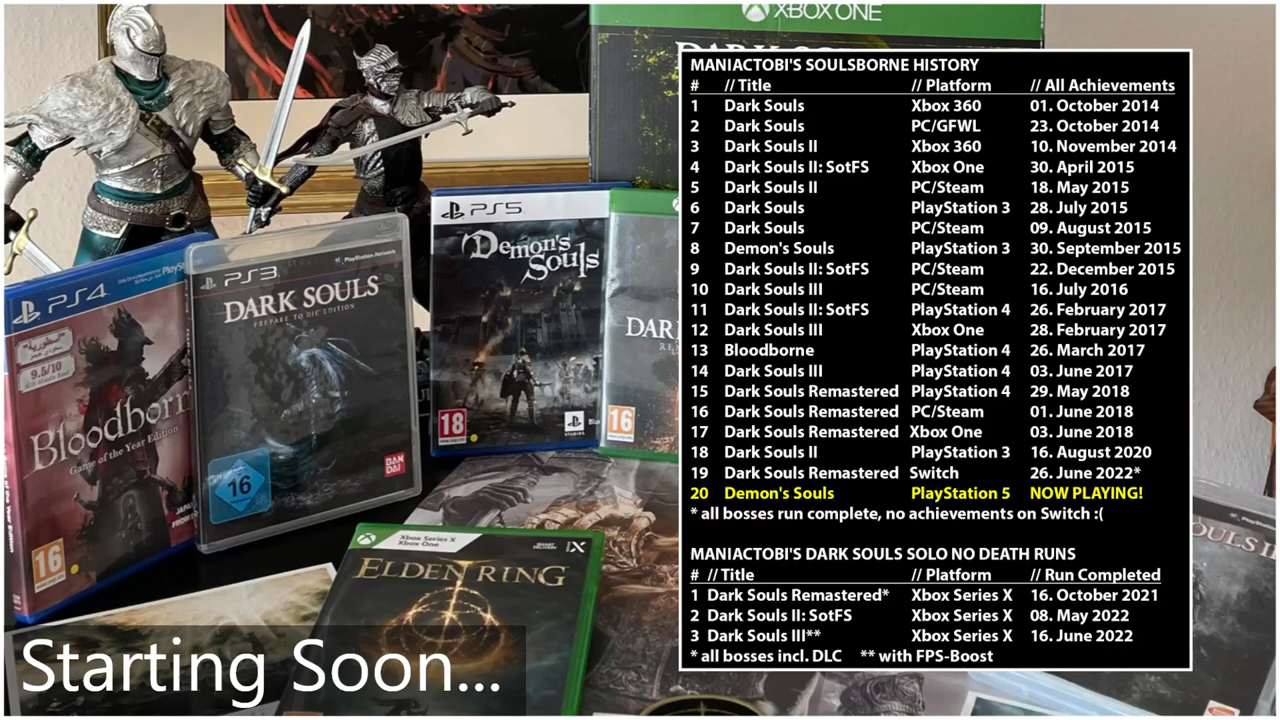 XBOX ONE
MANIACTOBI'S SOULSBORNE HISTORY
# // Title // Platform // All Achievements
1 Dark Souls Xbox 360 01. October 2014
2 Dark Souls PC/GFWL 23. October 2014
3 Dark Souls II Xbox 360 10. November 2014
4 Dark Souls II: SotFS Xbox One 30. April 2015
5 Dark Souls II PC/Steam 18. May 2015
6 Dark Souls PlayStation 3 28. July 2015
7 Dark Souls PC/Steam 09. August 2015
8 Demon's Souls PlayStation 3 30. September 2015
9 Dark Souls II: SotFS PC/Steam 22. December 2015
10 Dark Souls III PC/Steam 16. July 2016
11 Dark Souls II: SotFS PlayStation 4 26. February 2017
12 Dark Souls III Xbox One 28. February 2017
13 Bloodborne PlayStation 4 26. March 2017
14 Dark Souls III PlayStation 4 03. June 2017
15 Dark Souls Remastered PlayStation 4 29. May 2018
16 Dark Souls Remastered PC/Steam 01. June 2018
17 Dark Souls Remastered Xbox One 03. June 2018
18 Dark Souls II PlayStation 3 16. August 2020
19 Dark Souls Remastered Switch 26. June 2022*
20 Demon's Souls PlayStation 5 NOW PLAYING!
* all bosses run complete, no achievements on Switch :(
MANIACTOBI'S DARK SOULS SOLO NO DEATH RUNS
# // Title // Platform // Run Completed
1 Dark Souls Remastered* Xbox Series X 16. October 2021
2 Dark Souls II: SotFS Xbox Series X 08. May 2022
3 Dark Souls III** Xbox Series X 16. June 2022
* all bosses incl. DLC ** with FPS-Boost
PS4
9.5/10
Bloodborn
Game of the Year Edition
16
PS3
PlayStation Network
DARK SOULS
PREPARE TO DIE EDITION
16
BAN
DAI
PS5
Demon's
Souls
18
16
DAR
Xbox Series X
Xbox One
SMART
DELIVERY
ELDEN RING
Starting Soon...